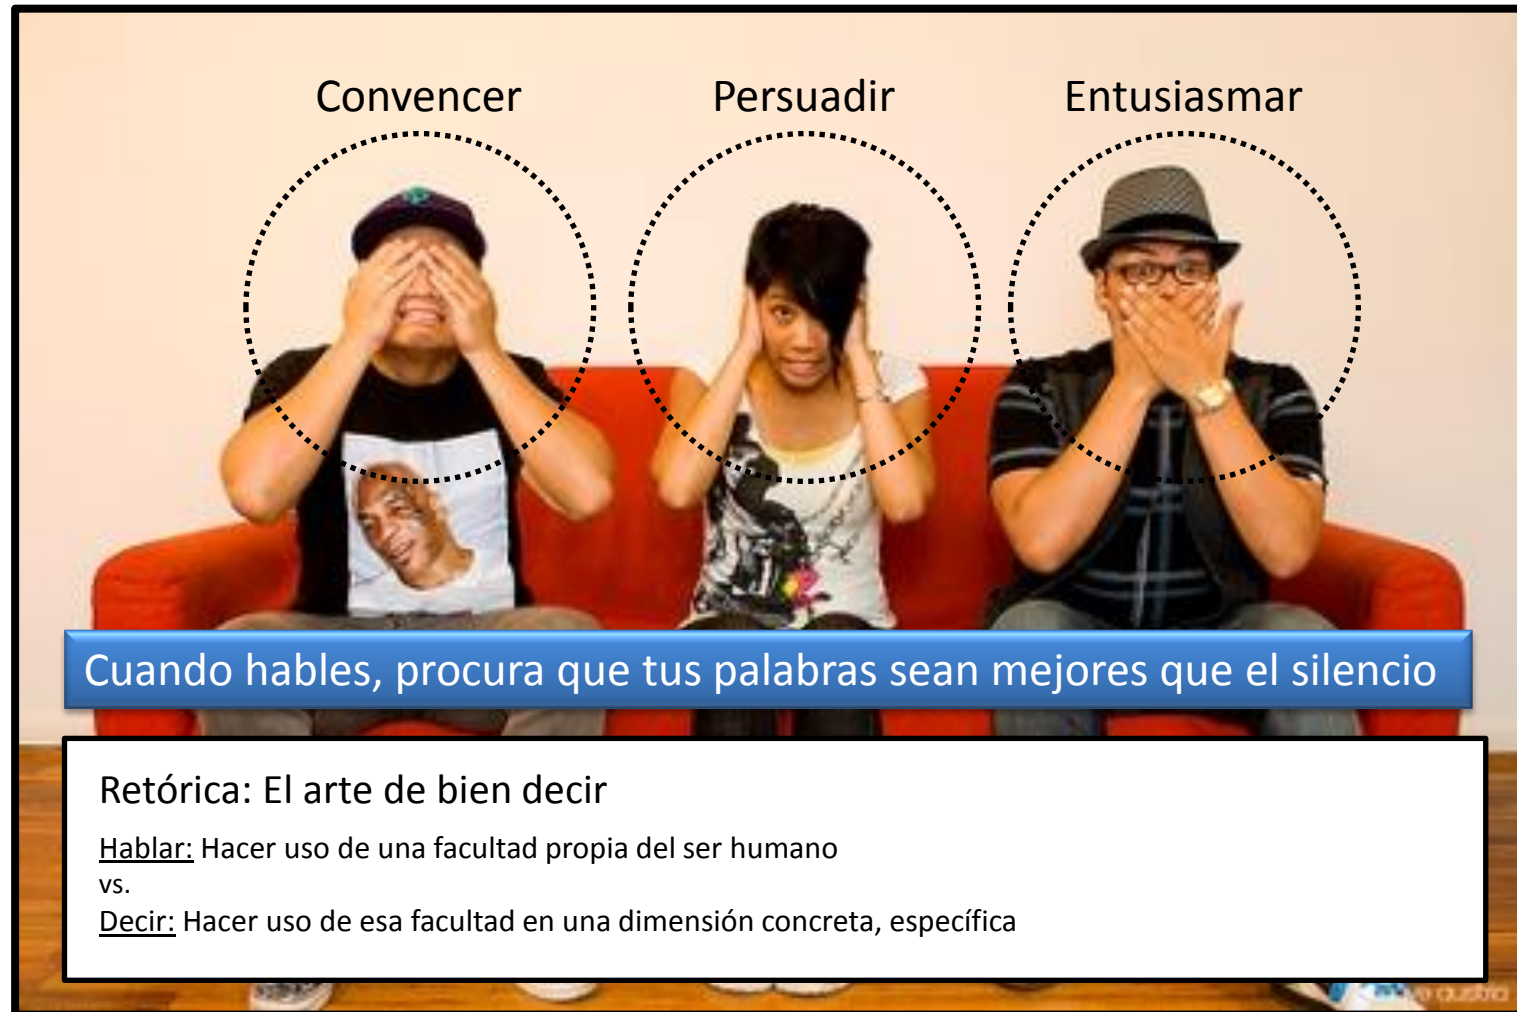 Convencer
Persuadir
Entusiasmar
Cuando hables, procura que tus palabras sean mejores que el silencio
Retórica: El arte de bien decir
Hablar: Hacer uso de una facultad propia del ser humano
vs.
Decir: Hacer uso de esa facultad en una dimensión concreta, específica